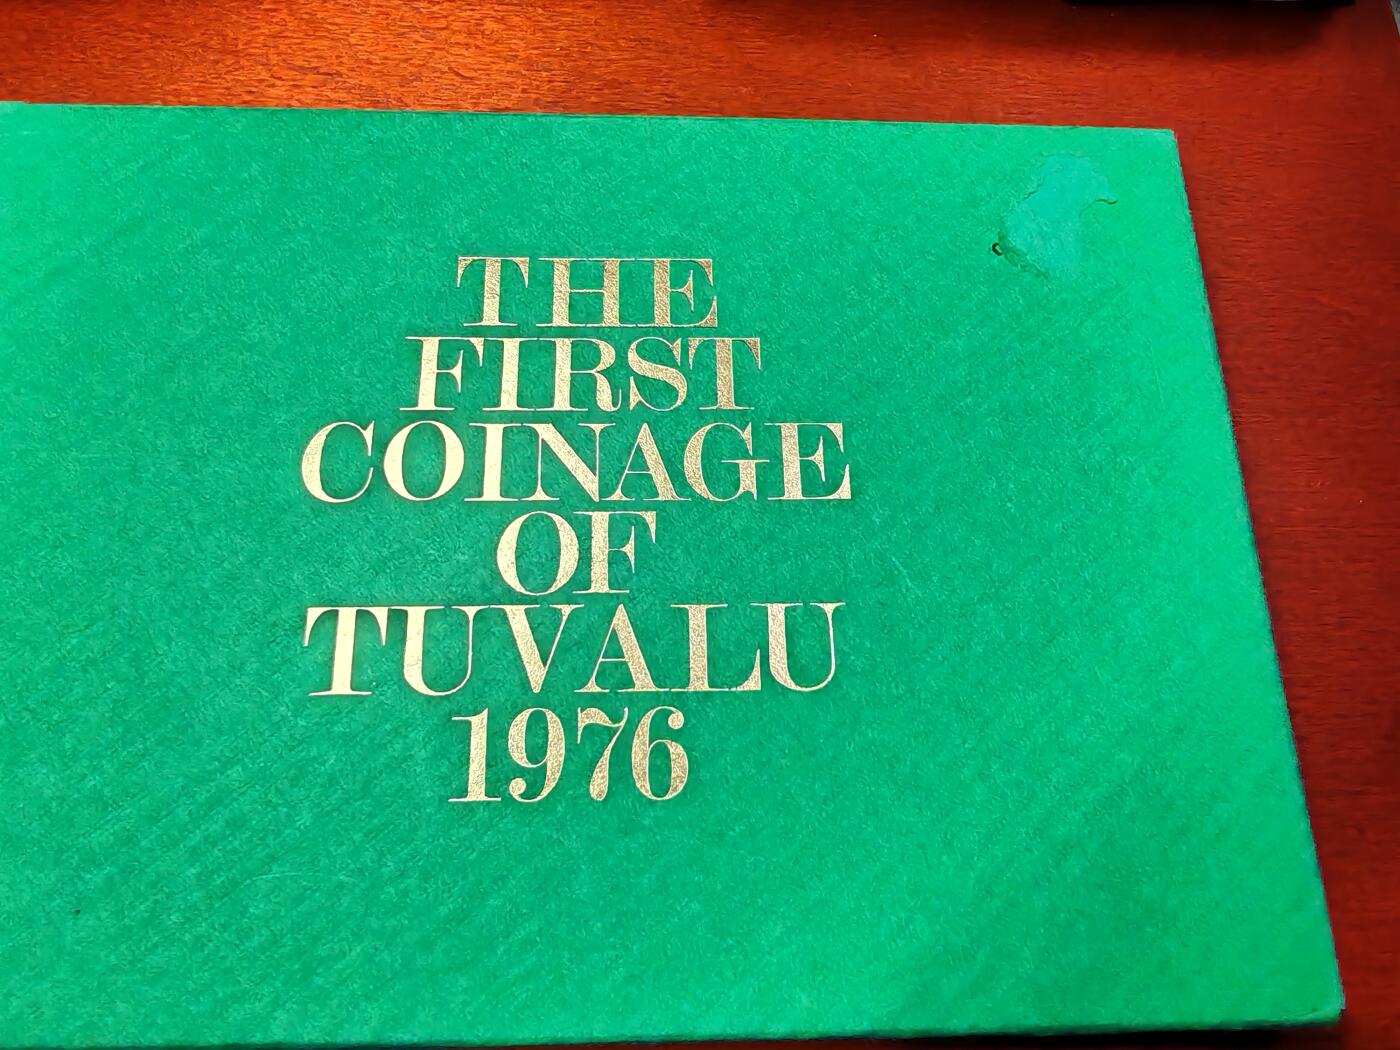 THE
FIRST
COINAGE
OF
TUVALU
1976